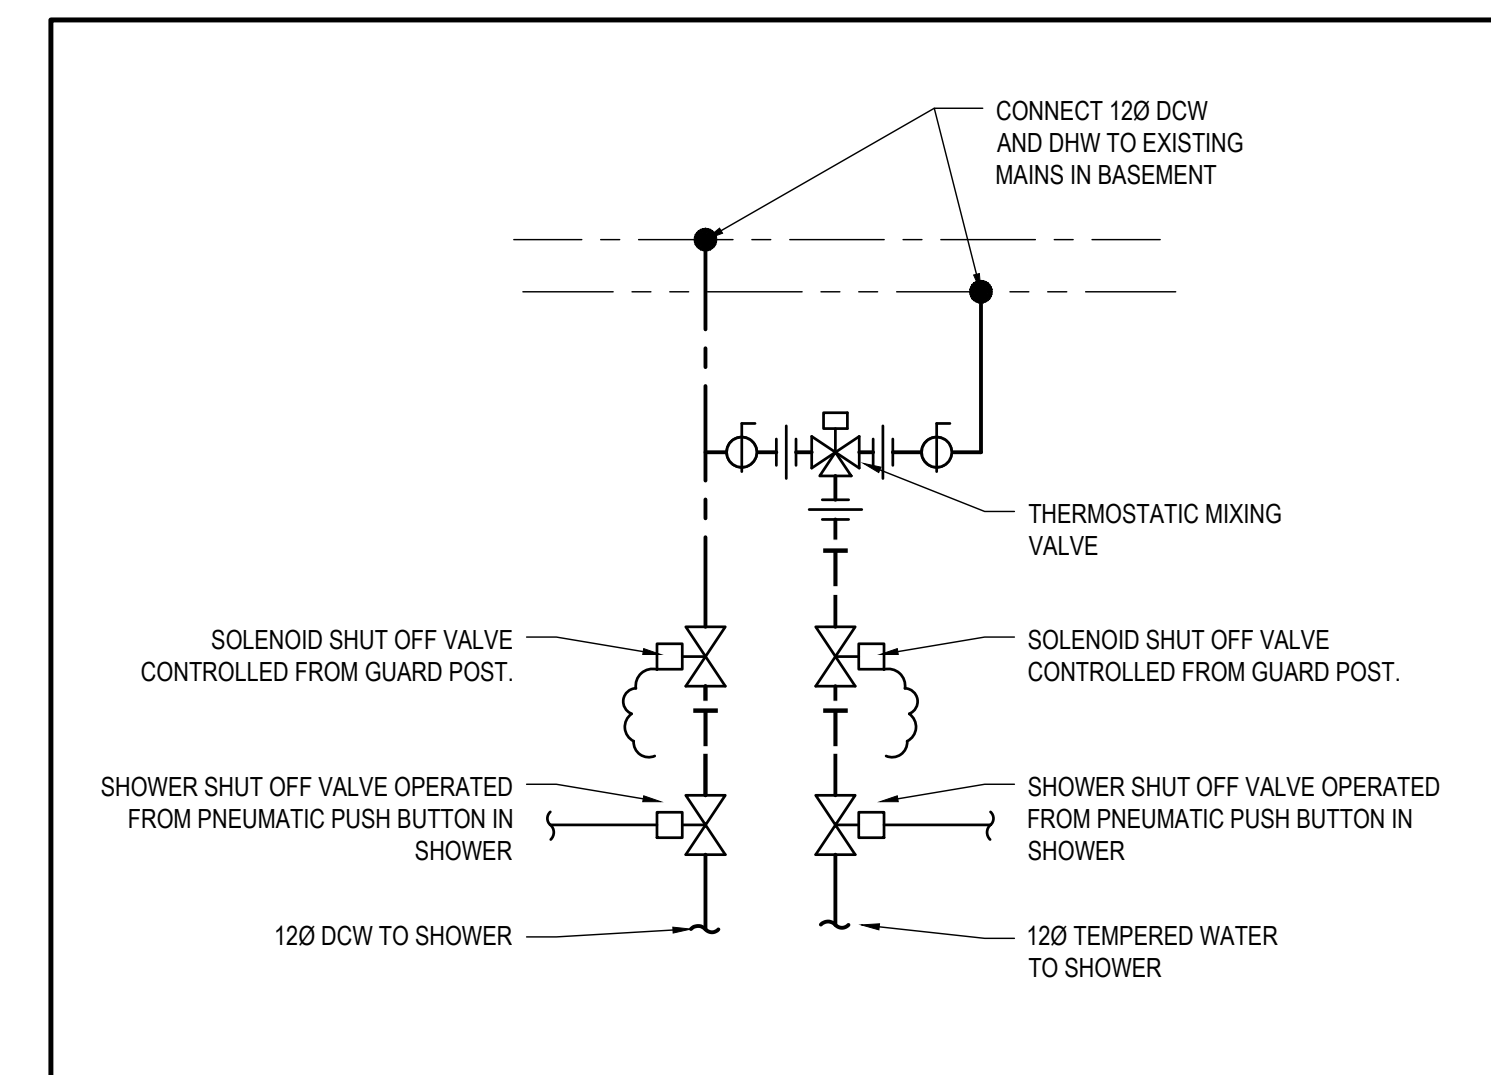 CONNECT 12Ø DCW
AND DHW TO EXISTING
MAINS IN BASEMENT
THERMOSTATIC MIXING
VALVE
SOLENOID SHUT OFF VALVE
CONTROLLED FROM GUARD POST.
SOLENOID SHUT OFF VALVE
CONTROLLED FROM GUARD POST.
SHOWER SHUT OFF VALVE OPERATED
FROM PNEUMATIC PUSH BUTTON IN
SHOWER
SHOWER SHUT OFF VALVE OPERATED
FROM PNEUMATIC PUSH BUTTON IN
SHOWER
12Ø DCW TO SHOWER
12Ø TEMPERED WATER
TO SHOWER